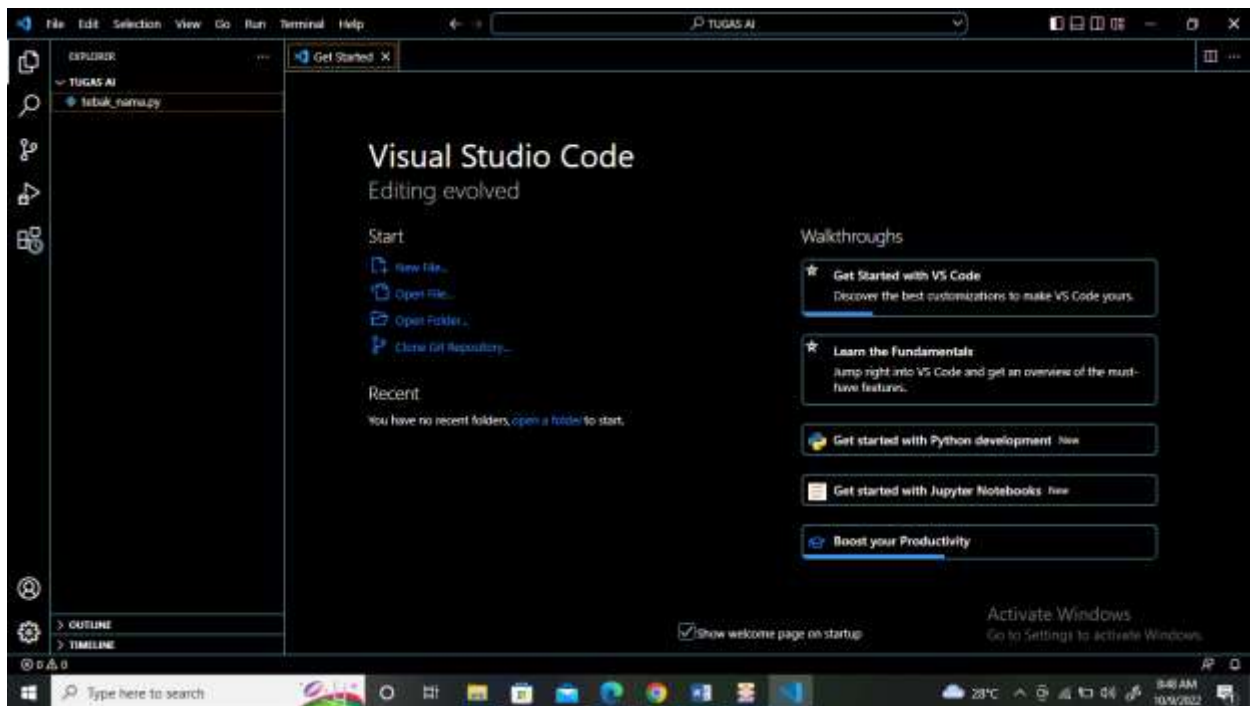 File Edit Selection View Go Run Terminal Help
TUGAS AI
EXPLORER
Get Started
TUGAS AI
tebak_nama.py
Visual Studio Code
Editing evolved
Start
New File...
Open File...
Open Folder...
Clone Git Repository...
Recent
You have no recent folders, open a folder to start.
Walkthroughs
Get Started with VS Code
Discover the best customizations to make VS Code yours.
Learn the Fundamentals
Jump right into VS Code and get an overview of the must-
have features.
Get started with Python development New
Get started with Jupyter Notebooks New
Boost your Productivity
Activate Windows
Go to Settings to activate Windows.
Show welcome page on startup
OUTLINE
TIMELINE
0 0
Type here to search
28°C
8:48 AM
10/9/2022